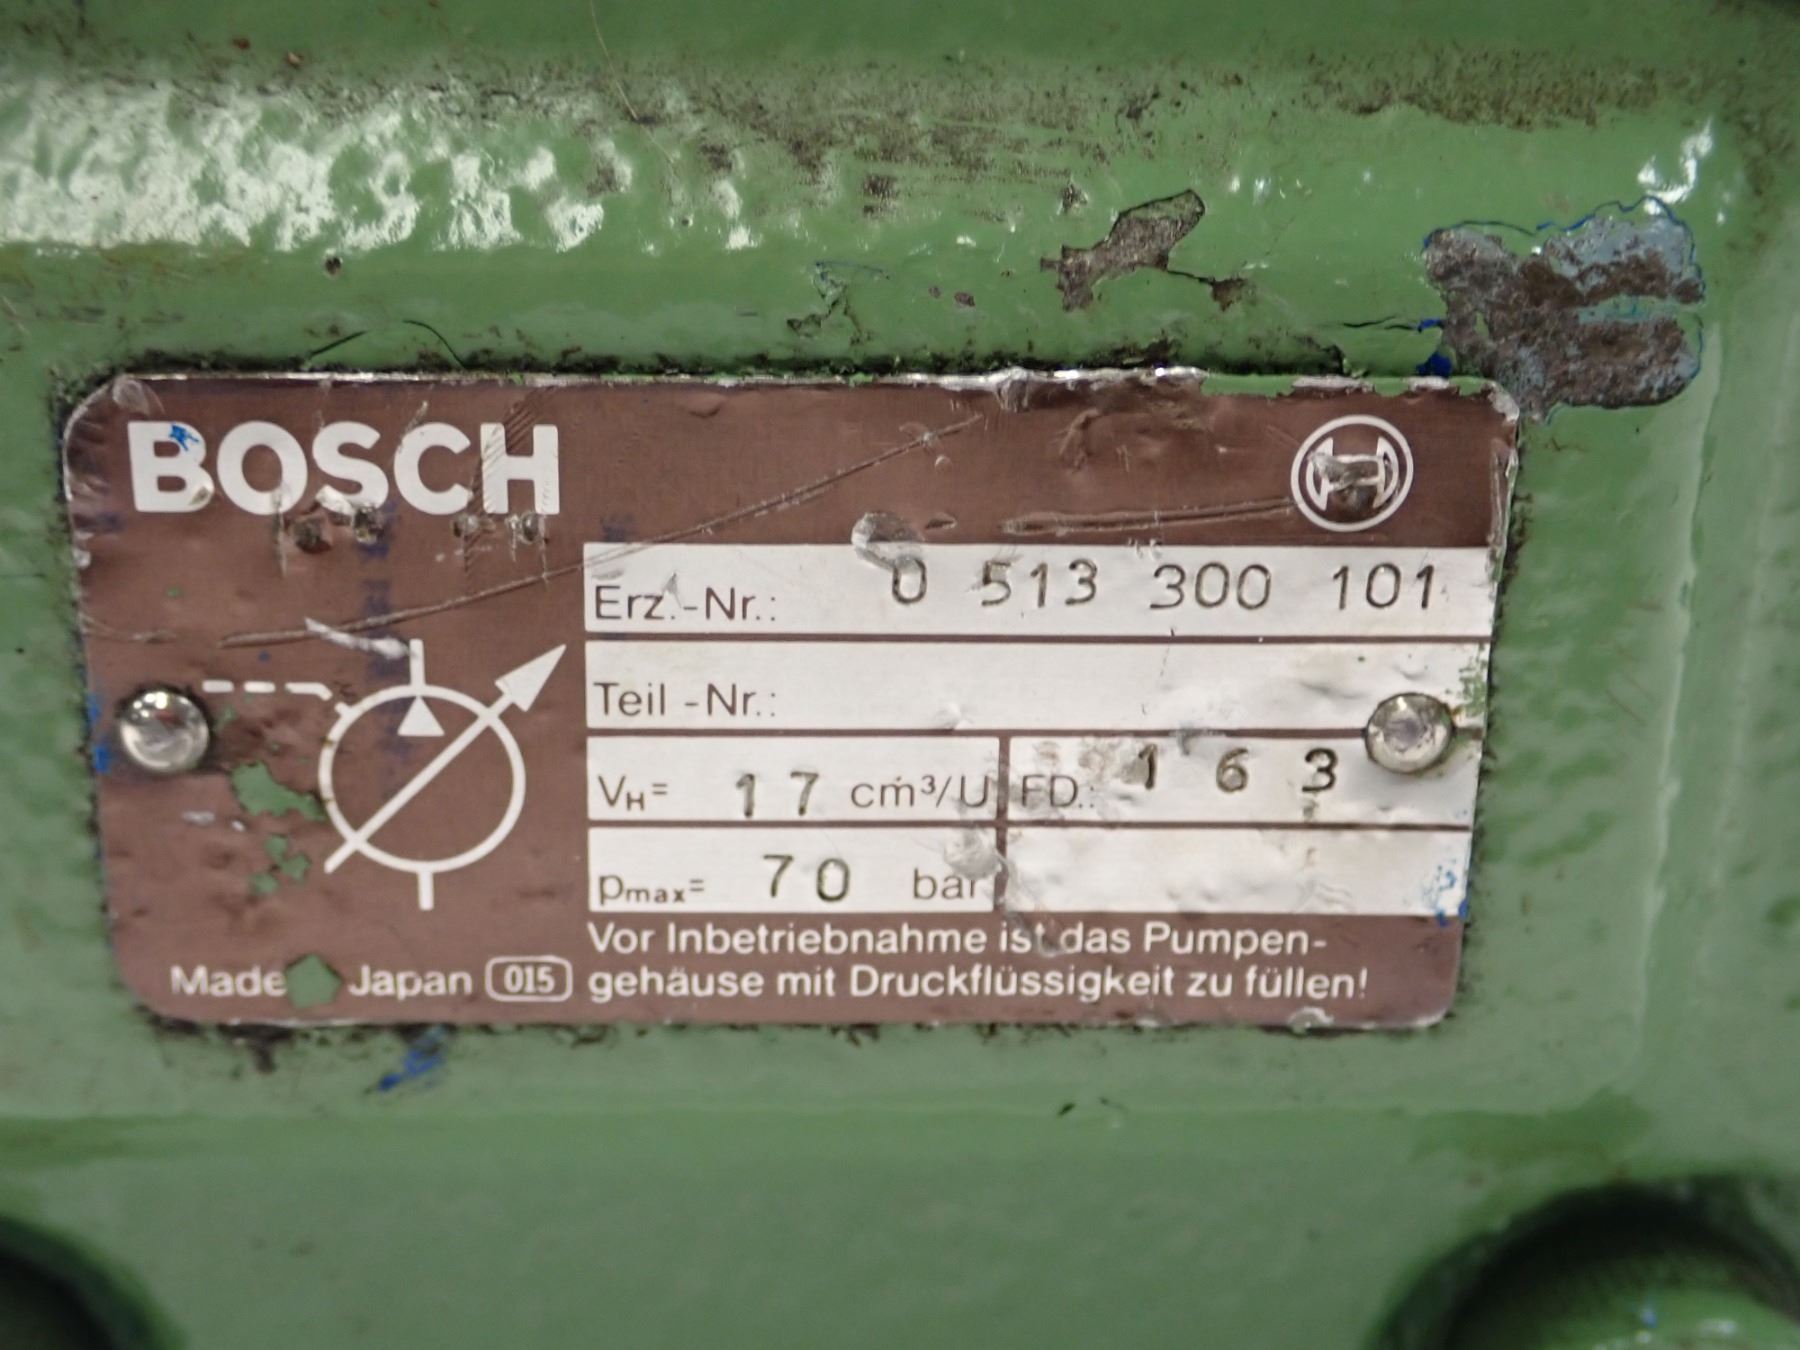 BOSCH
Erz.-Nr.: 0 513 300 101
Teil -Nr.:
VH= 17 cm³/U FD.: 163
pmax= 70 bar
Vor Inbetriebnahme ist das Pumpen-
gehäuse mit Druckflüssigkeit zu füllen!
Made Japan 015